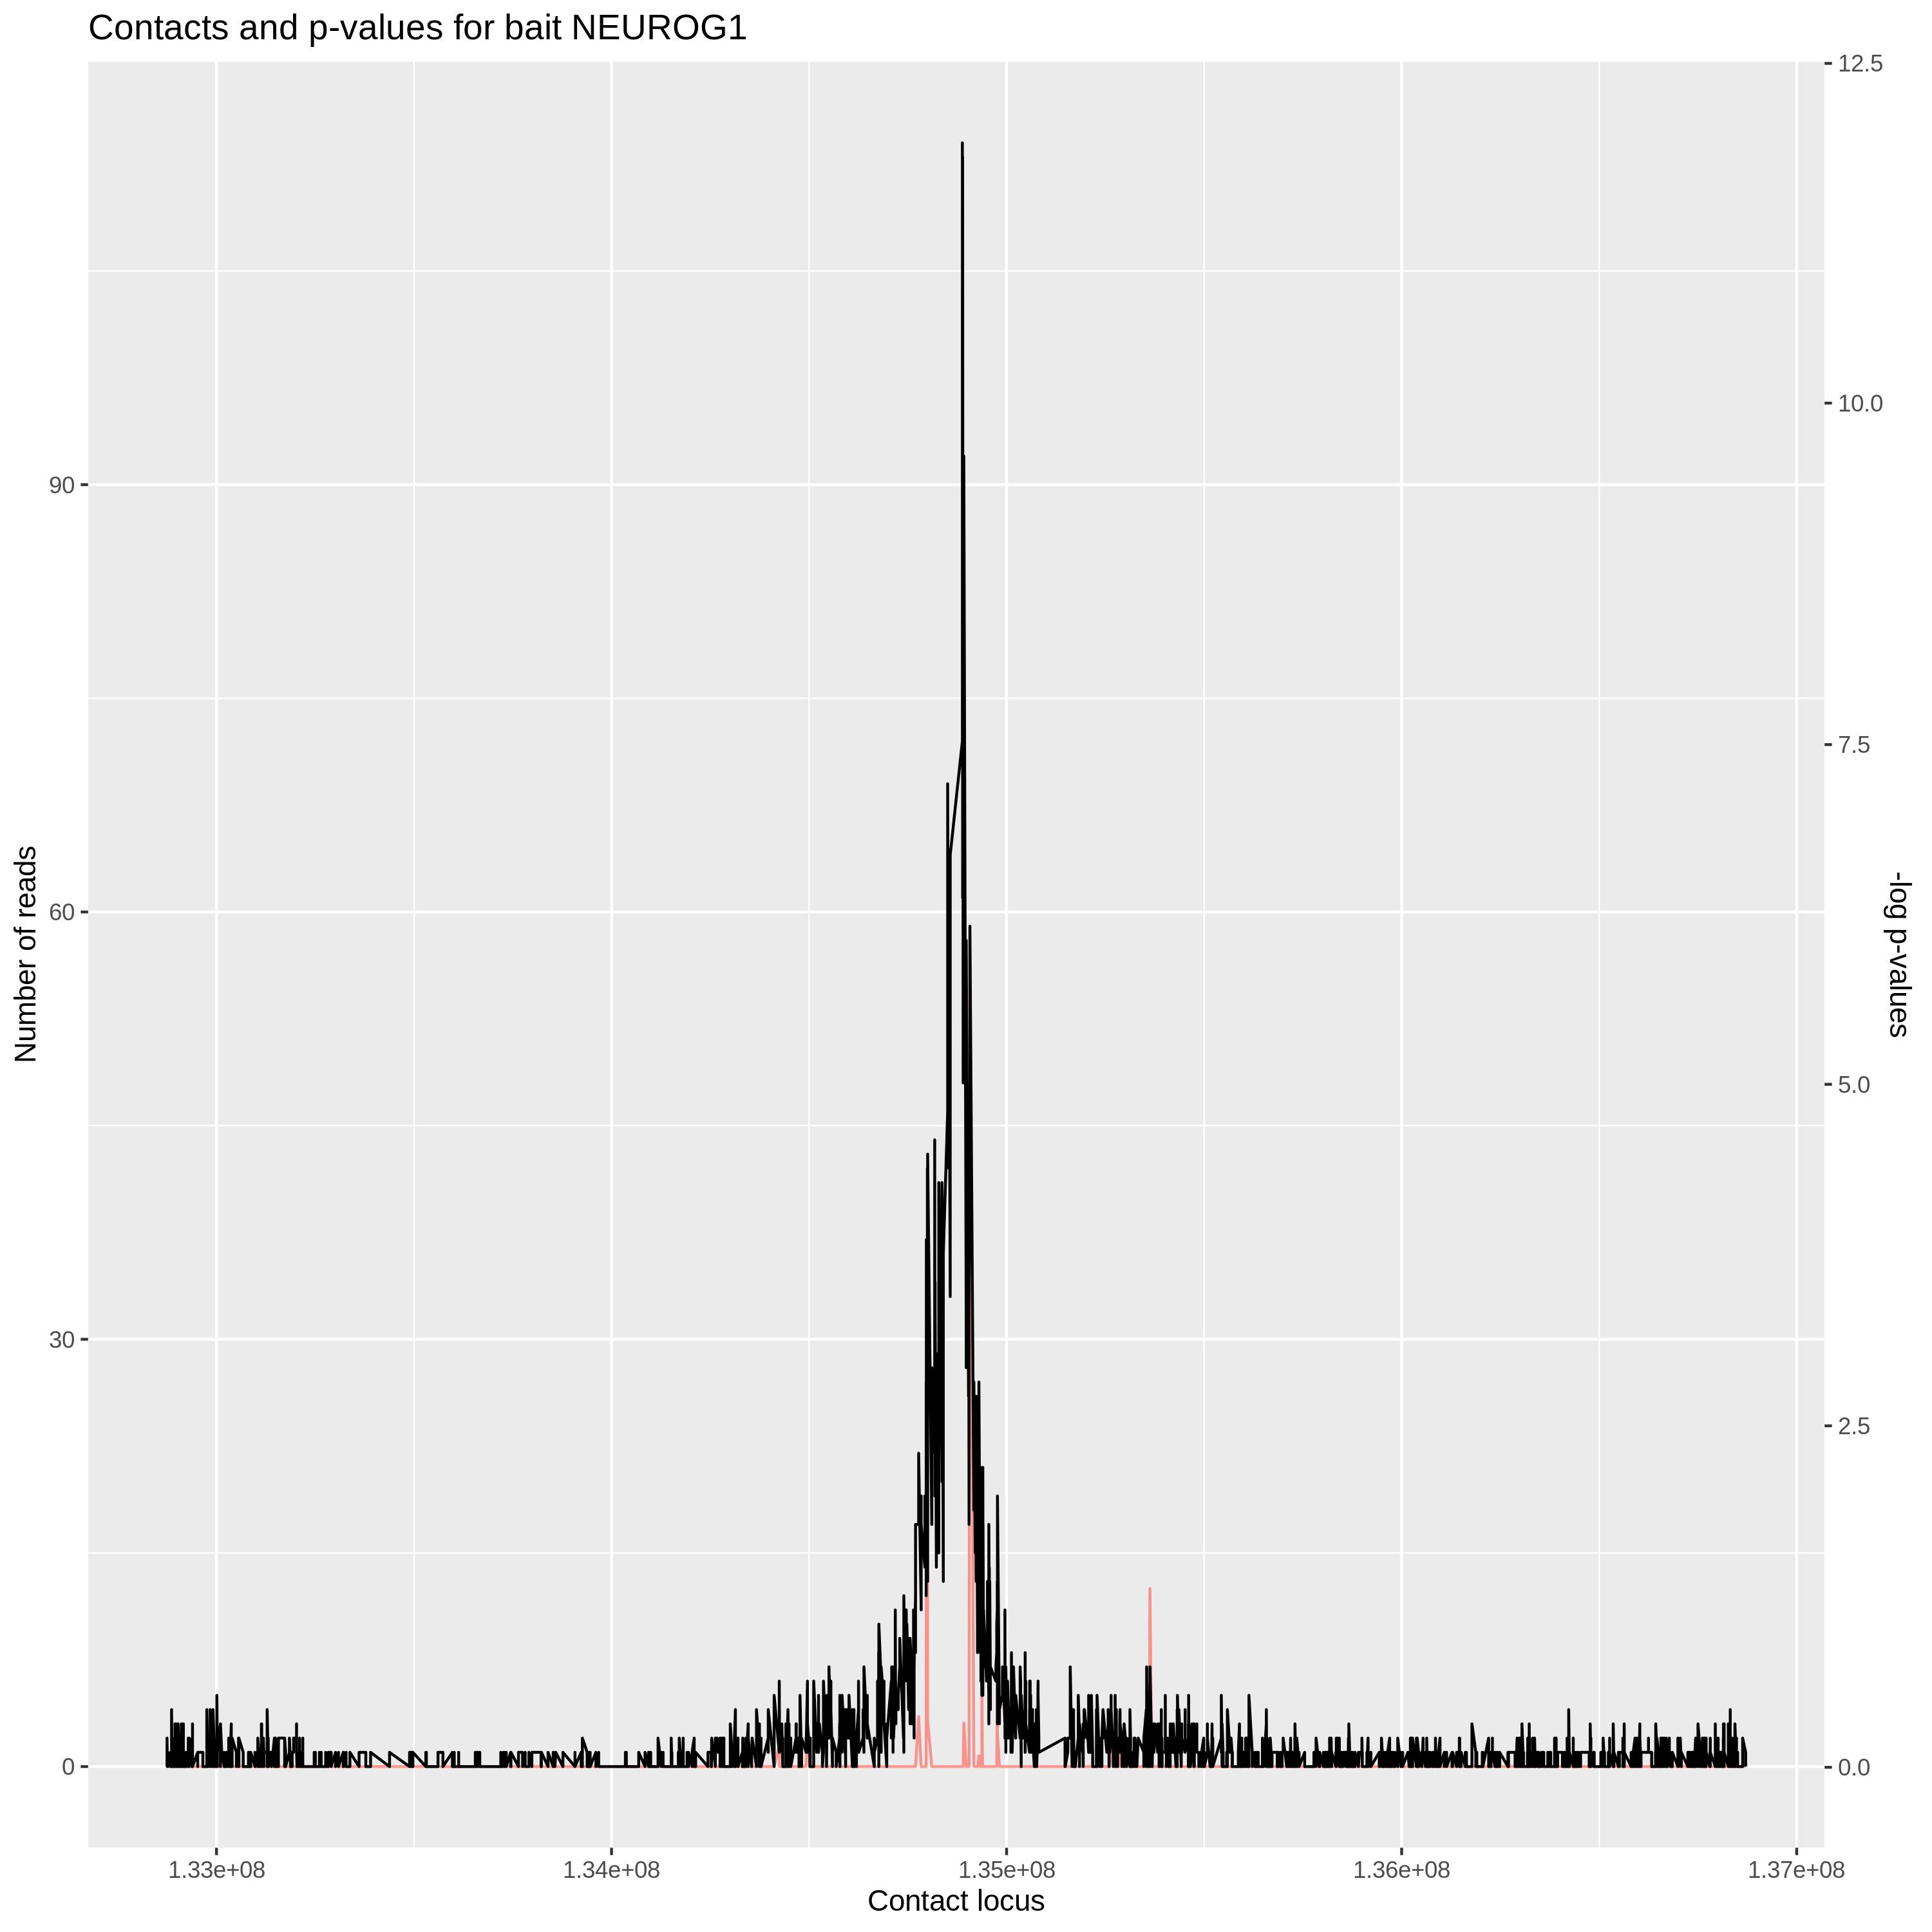 Contacts and p-values for bait NEUROG1
12.5
10.0
90
7.5
60
Number of reads
-log p-values
5.0
30
2.5
0
0.0
1.33e+08 1.34e+08 1.35e+08 1.36e+08 1.37e+08
Contact locus